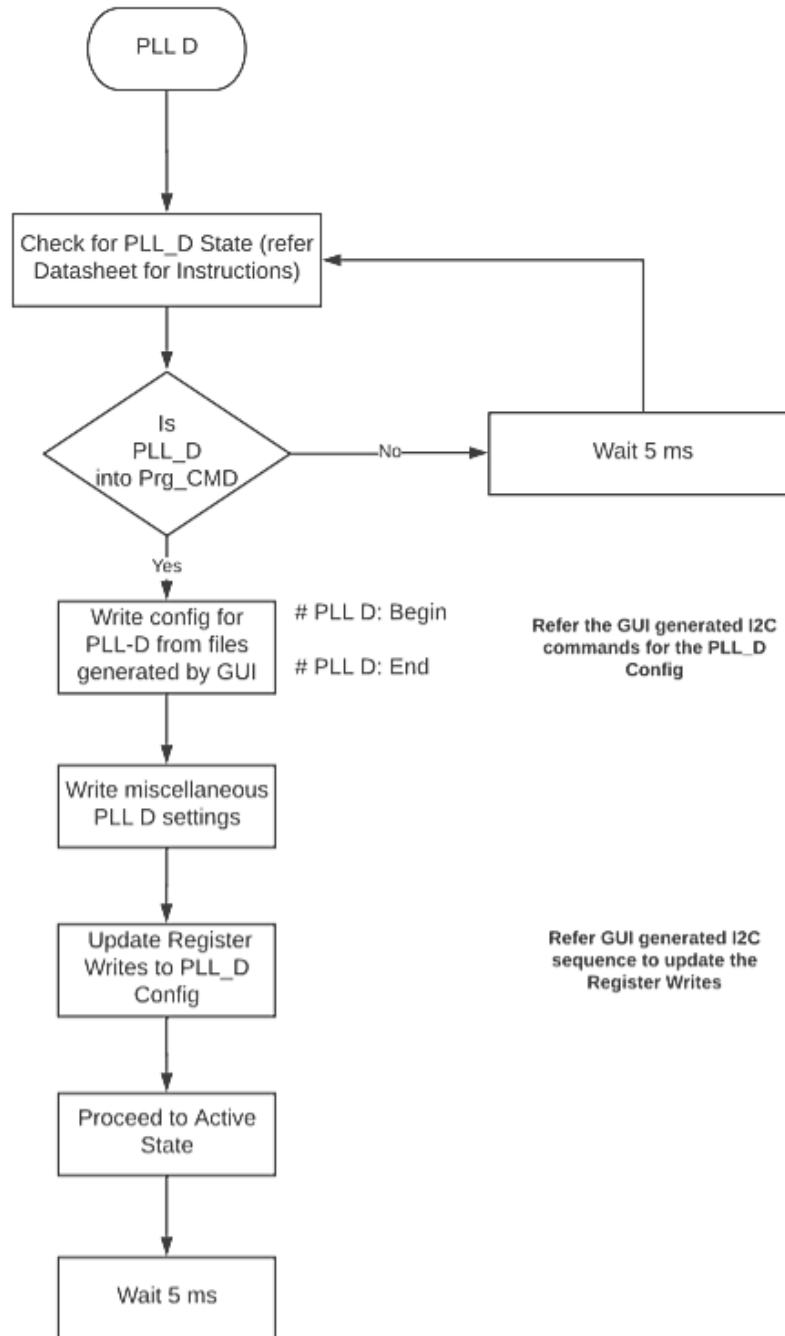 PLL D
Check for PLL_D State (refer
Datasheet for Instructions)
Is
PLL_D
into Prg_CMD
No
Wait 5 ms
Yes
Write config for
PLL-D from files
generated by GUI
# PLL D: Begin
# PLL D: End
Refer the GUI generated I2C
commands for the PLL_D
Config
Write miscellaneous
PLL D settings
Update Register
Writes to PLL_D
Config
Refer GUI generated I2C
sequence to update the
Register Writes
Proceed to Active
State
Wait 5 ms